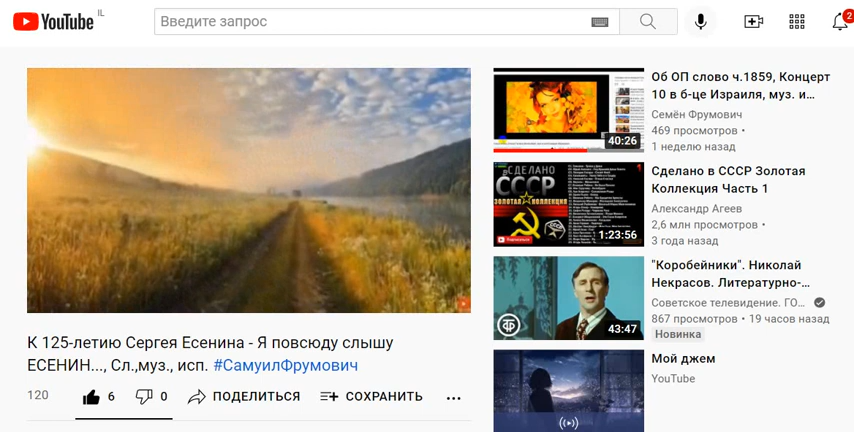 YouTube IL
Введите запрос
2
40:26
Об ОП слово ч.1859, Концерт
10 в б-це Израиля, муз. и...
Семён Фрумович
469 просмотров •
1 неделю назад
СДЕЛАНО
В СССР
ЗОЛОТАЯ КОЛЛЕКЦИЯ
1:23:56
Сделано в СССР Золотая
Коллекция Часть 1
Александр Агеев
2,6 млн просмотров •
3 года назад
43:47
"Коробейники". Николай
Некрасов. Литературно-...
Советское телевидение. ГО...
867 просмотров • 19 часов назад
Новинка
Мой джем
YouTube
К 125-летию Сергея Есенина - Я повсюду слышу
ЕСЕНИН..., Сл.,муз., исп. #СамуилФрумович
120
6
0
ПОДЕЛИТЬСЯ
СОХРАНИТЬ